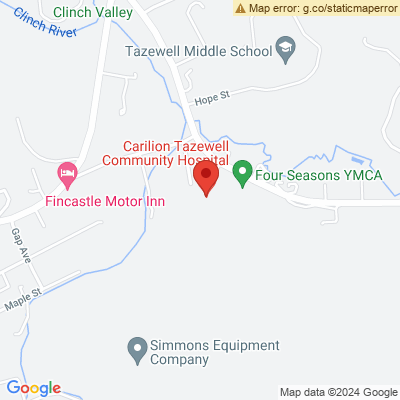 Map error: g.co/staticmaperror
Clinch Valley
Clinch River
Tazewell Middle School
Hope St
Carilion Tazewell
Community Hospital
Four Seasons YMCA
Fincastle Motor Inn
Gap Ave
Maple St
Simmons Equipment
Company
Google
Map data ©2024 Google